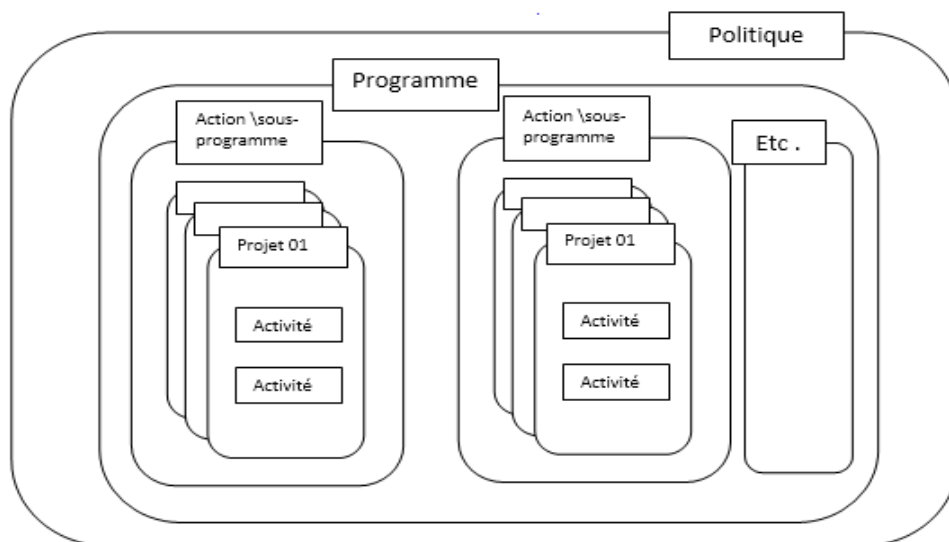 Politique
Programme
Action \sous-
programme
Action \sous-
programme
Etc .
Projet 01
Projet 01
Activité
Activité
Activité
Activité